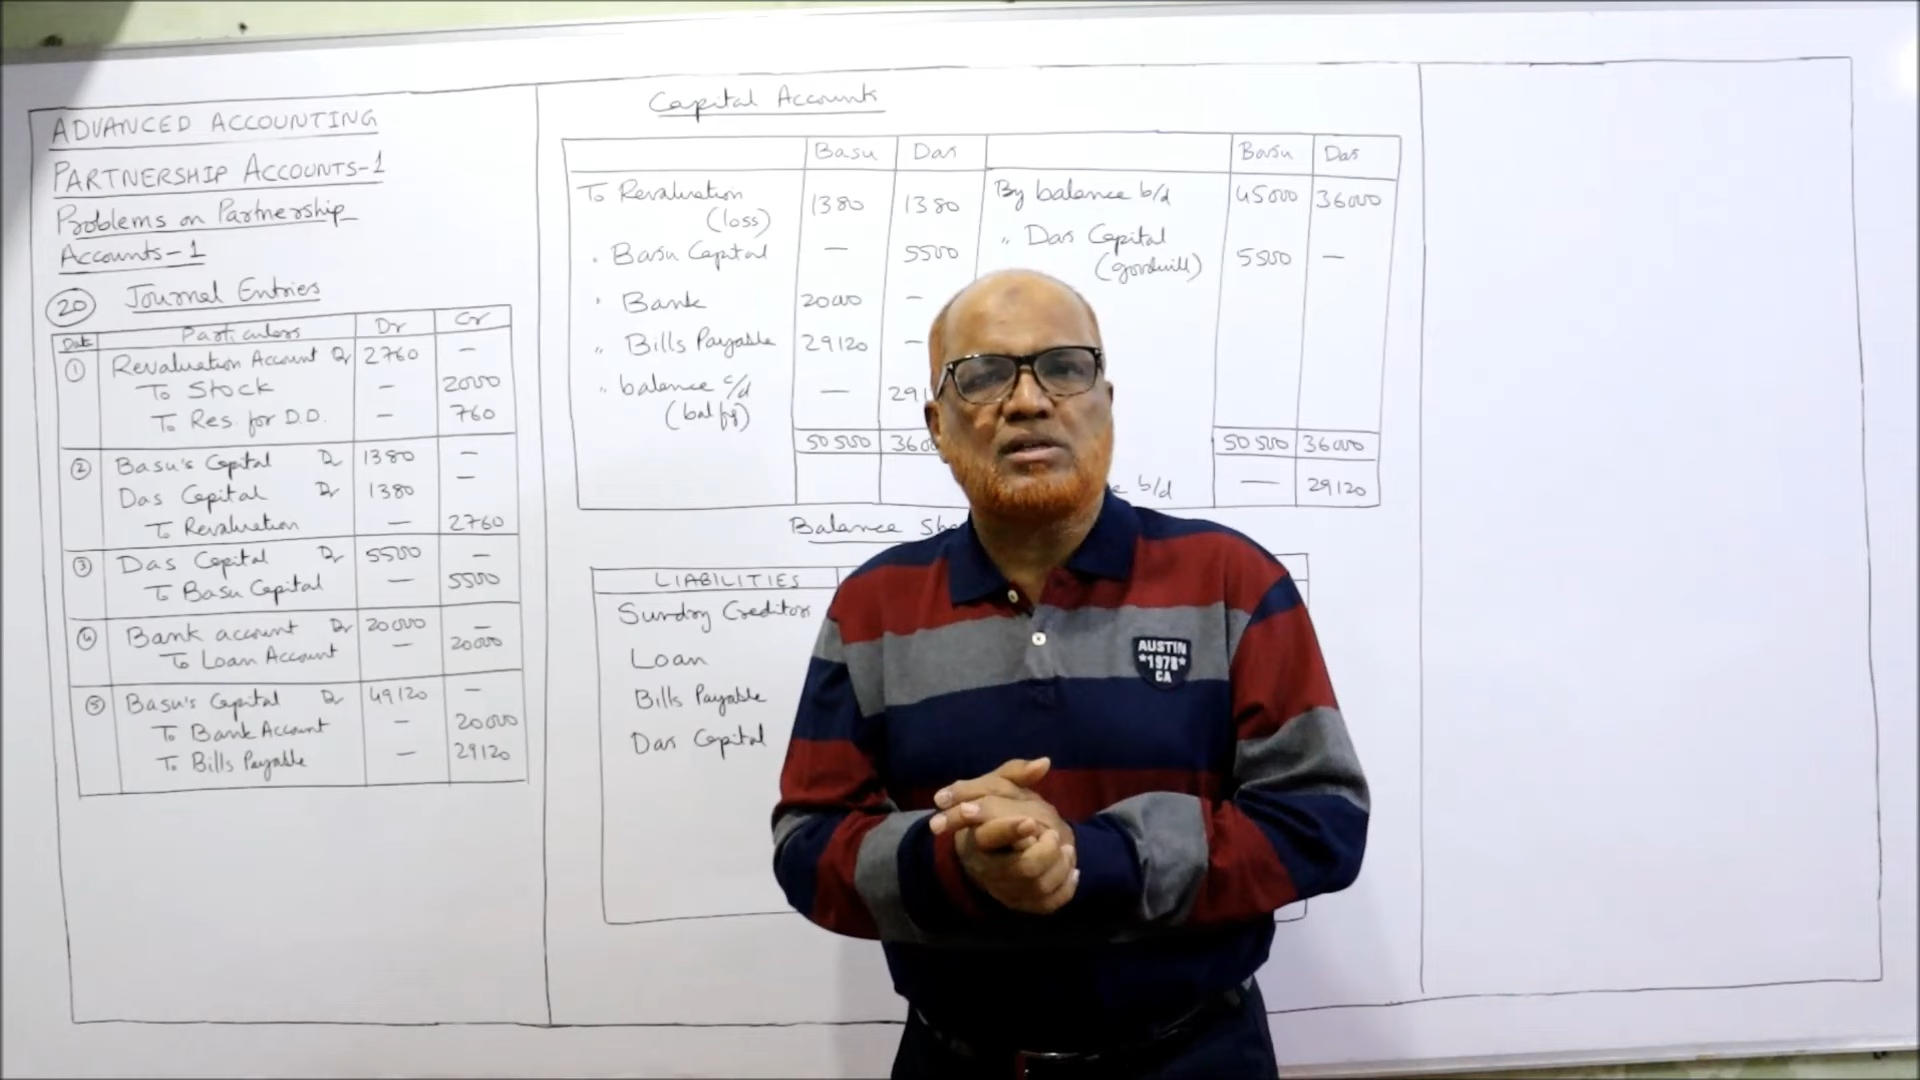 ADVANCED ACCOUNTING
PARTNERSHIP ACCOUNTS-1
Problems on Partnership
Accounts-1
20 Journal Entries
Date Particulars Dr Cr
1 Revaluation Account Dr 2760 —
To Stock — 2000
To Res. for D.D. — 760
2 Basu's Capital Dr 1380 —
Das Capital Dr 1380 —
To Revaluation — 2760
3 Das Capital Dr 5500 —
To Basu Capital — 5500
4 Bank account Dr 20000 —
To Loan Account — 20000
5 Basu's Capital Dr 49120 —
To Bank Account — 20000
To Bills Payable — 29120
Capital Accounts
Basu Das Basu Das
To Revaluation (loss) 1380 1380 By balance b/d 45000 36000
" Basu Capital — 5500 " Das Capital (goodwill) 5500 —
" Bank 20000 —
" Bills Payable 29120 —
" balance c/d (bal fig) — 291
50500 360 50500 36000
b/d — 29120
Balance
LIABILITIES
Sundry Creditors
Loan
Bills Payable
Das Capital
AUSTIN
*1978*
CA